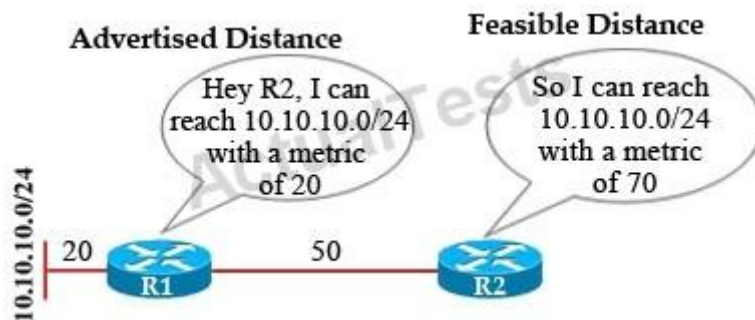 Advertised Distance
Feasible Distance
Hey R2, I can
reach 10.10.10.0/24
with a metric
of 20
So I can reach
10.10.10.0/24
with a metric
of 70
ActualTests
10.10.10.0/24
20
50
R1
R2